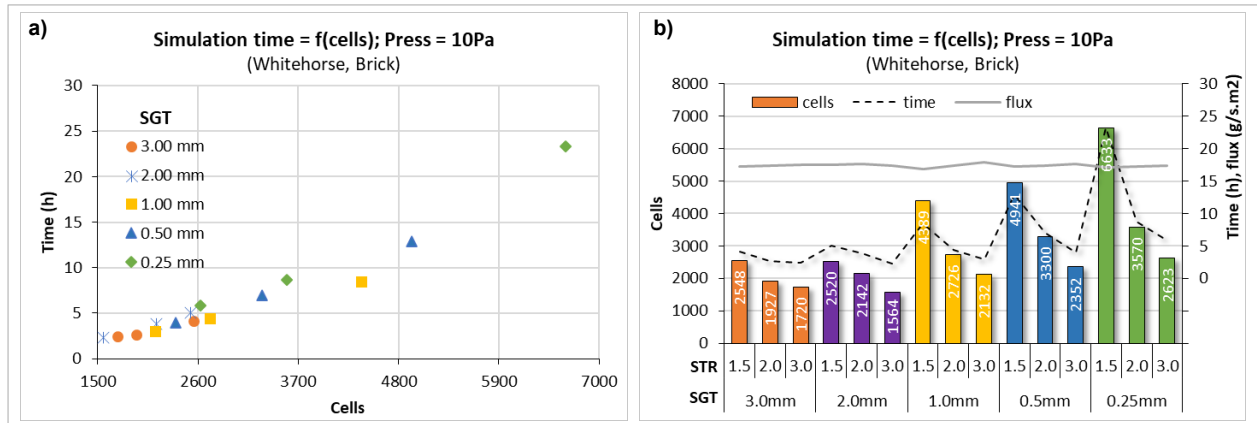 a)
Simulation time = f(cells); Press = 10Pa
(Whitehorse, Brick)
30
25
20
15
10
5
0
Time (h)
SGT
3.00 mm
2.00 mm
1.00 mm
0.50 mm
0.25 mm
1500 2600 3700 4800 5900 7000
Cells
b)
Simulation time = f(cells); Press = 10Pa
(Whitehorse, Brick)
cells time flux
8000
7000
6000
5000
4000
3000
2000
1000
0
Cells
30
25
20
15
10
5
0
Time (h), flux (g/s.m2)
2548 1927 1720 2520 2142 1564 4389 2726 2132 4941 3300 2352 6633 3570 2623
STR 1.5 2.0 3.0 1.5 2.0 3.0 1.5 2.0 3.0 1.5 2.0 3.0 1.5 2.0 3.0
SGT 3.0mm 2.0mm 1.0mm 0.5mm 0.25mm